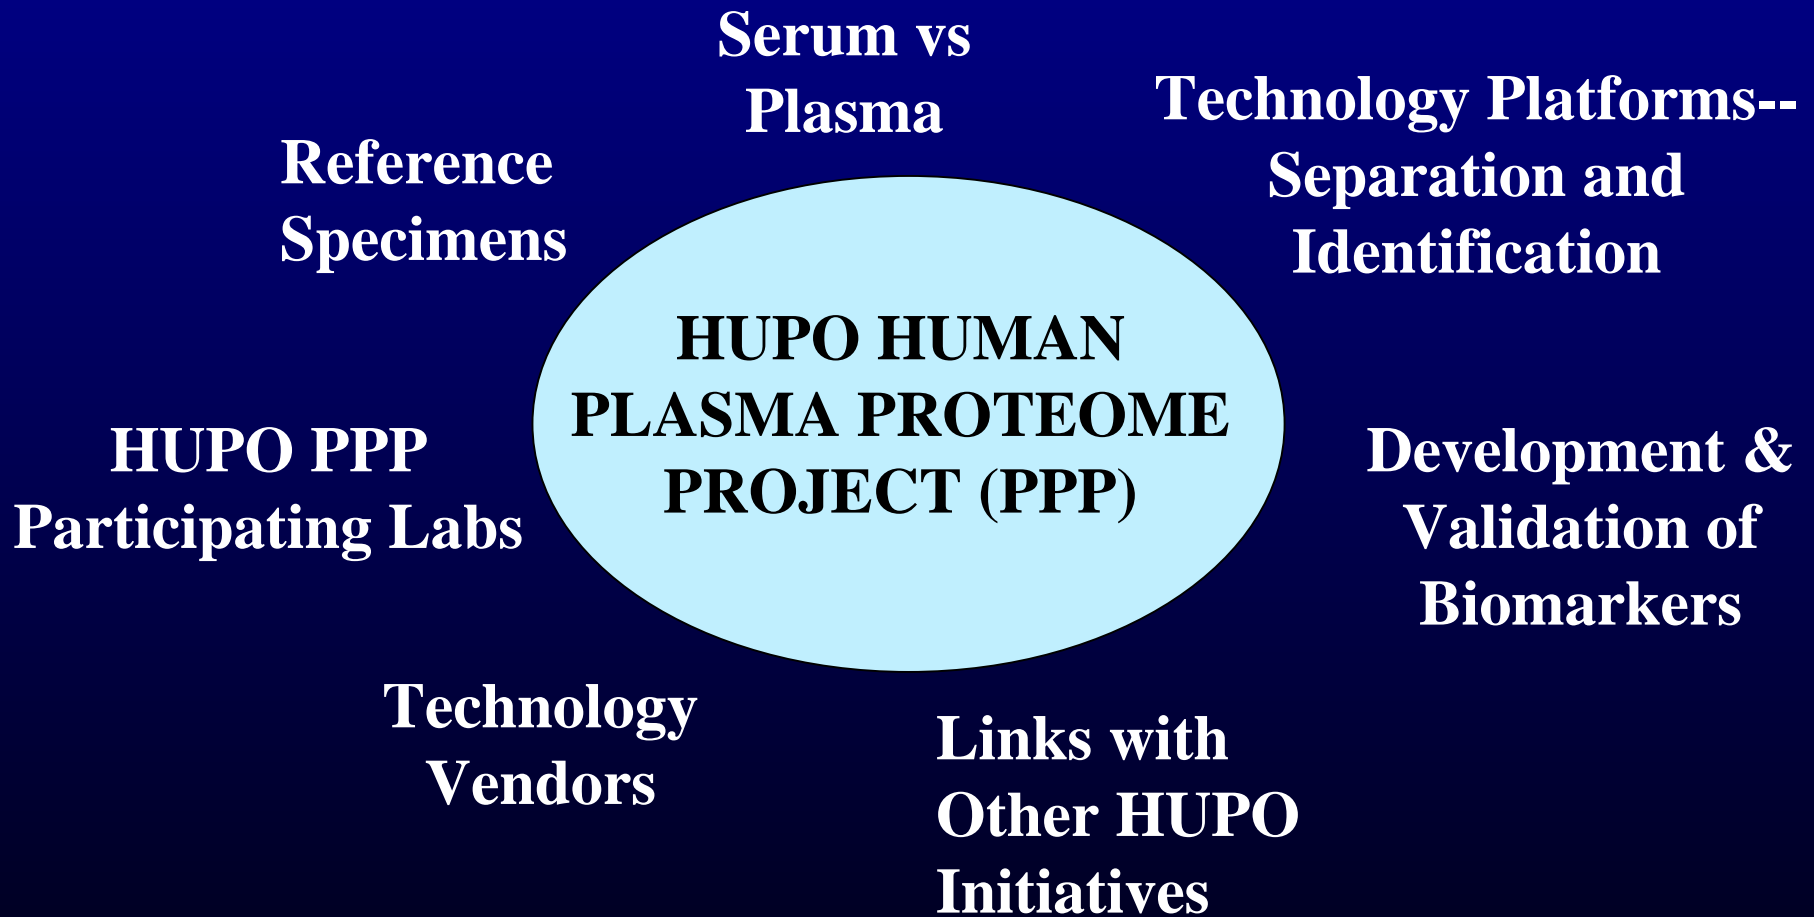 Serum vs
Plasma
Technology Platforms--
Separation and
Identification
Reference
Specimens
HUPO HUMAN
PLASMA PROTEOME
PROJECT (PPP)
HUPO PPP
Participating Labs
Development &
Validation of
Biomarkers
Technology
Vendors
Links with
Other HUPO
Initiatives